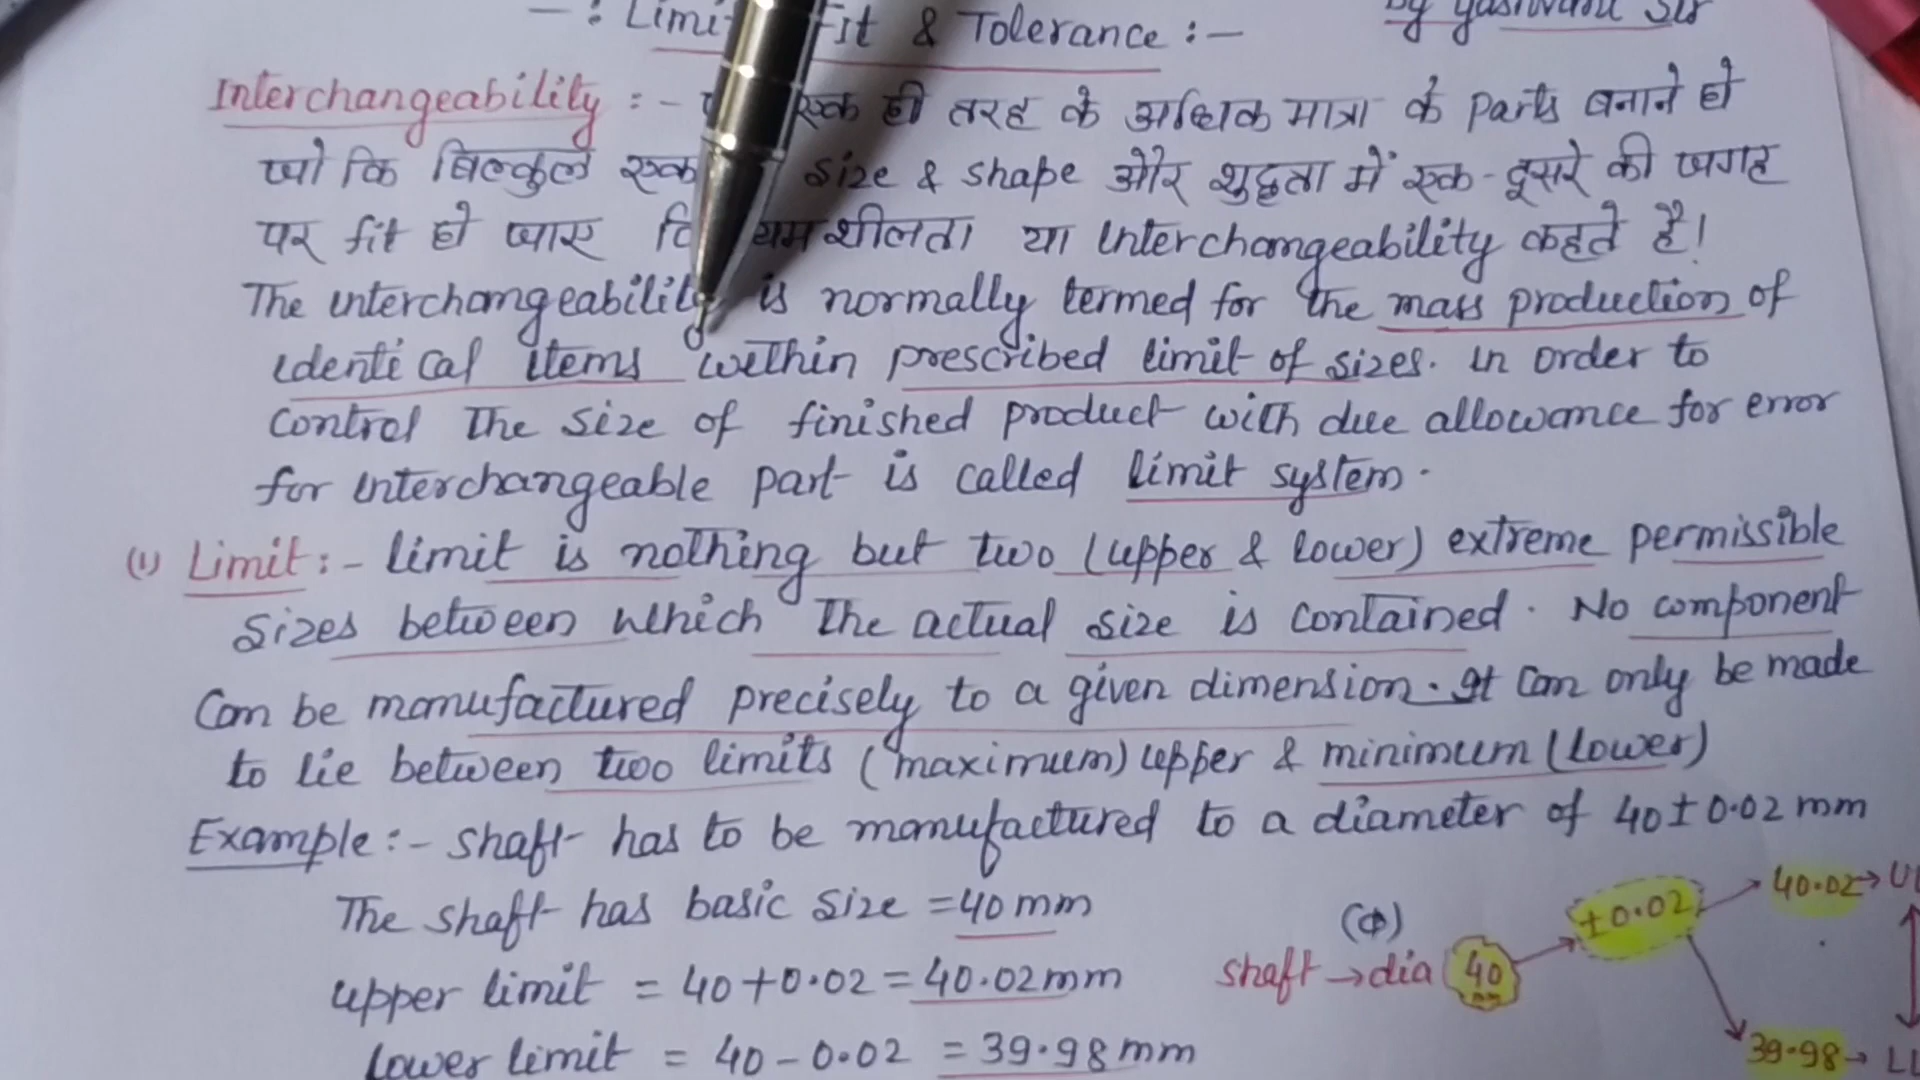 Limit Fit & Tolerance :-
by Yashwant Sir
Interchangeability :- एक ही तरह के अधिक मात्रा के Parts बनाने हो
जो कि बिल्कुल एक size & shape और शुद्धता में एक-दूसरे की जगह
पर fit हो जाए या Interchangeability कहते है!
The interchangeability is normally termed for the mass production of
identical items within prescribed limit of sizes. in order to
control The size of finished product with due allowance for error
for interchangeable part is called limit system.
(1) Limit :- limit is nothing but two (upper & lower) extreme permissible
sizes between which The actual size is contained. No component
Can be manufactured precisely to a given dimension. It can only be made
to lie between two limits (maximum) upper & minimum (lower)
Example :- shaft has to be manufactured to a diameter of 40±0.02 mm
The shaft has basic size = 40 mm
upper limit = 40+0.02 = 40.02 mm
lower limit = 40-0.02 = 39.98 mm
(Φ)
shaft → dia 40 mm
±0.02
40.02 →
39.98 →